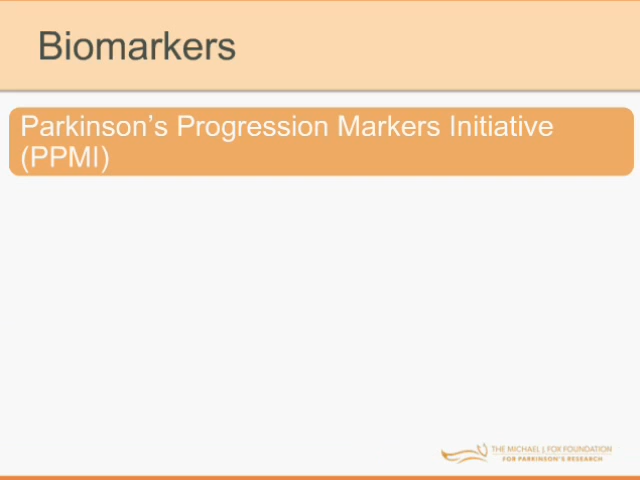 Biomarkers
Parkinson’s Progression Markers Initiative
(PPMI)
THE MICHAEL J. FOX FOUNDATION
FOR PARKINSON’S RESEARCH